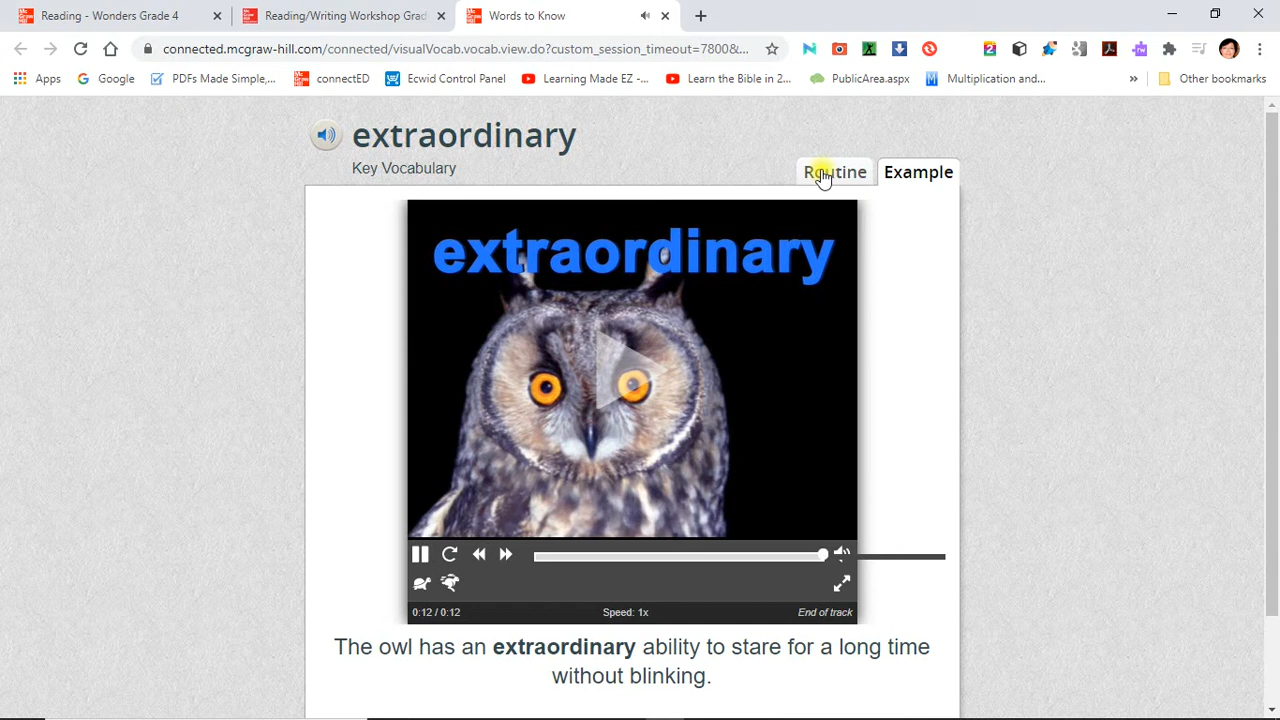 Reading - Wonders Grade 4
Reading/Writing Workshop Grad
Words to Know
connected.mcgraw-hill.com/connected/visualVocab.vocab.view.do?custom_session_timeout=7800&...
Apps
Google
PDFs Made Simple,...
connectED
Ecwid Control Panel
Learning Made EZ -...
Learn the Bible in 2...
PublicArea.aspx
Multiplication and...
»
Other bookmarks
extraordinary
Key Vocabulary
Routine
Example
extraordinary
0:12 / 0:12
Speed: 1x
End of track
The owl has an extraordinary ability to stare for a long time
without blinking.